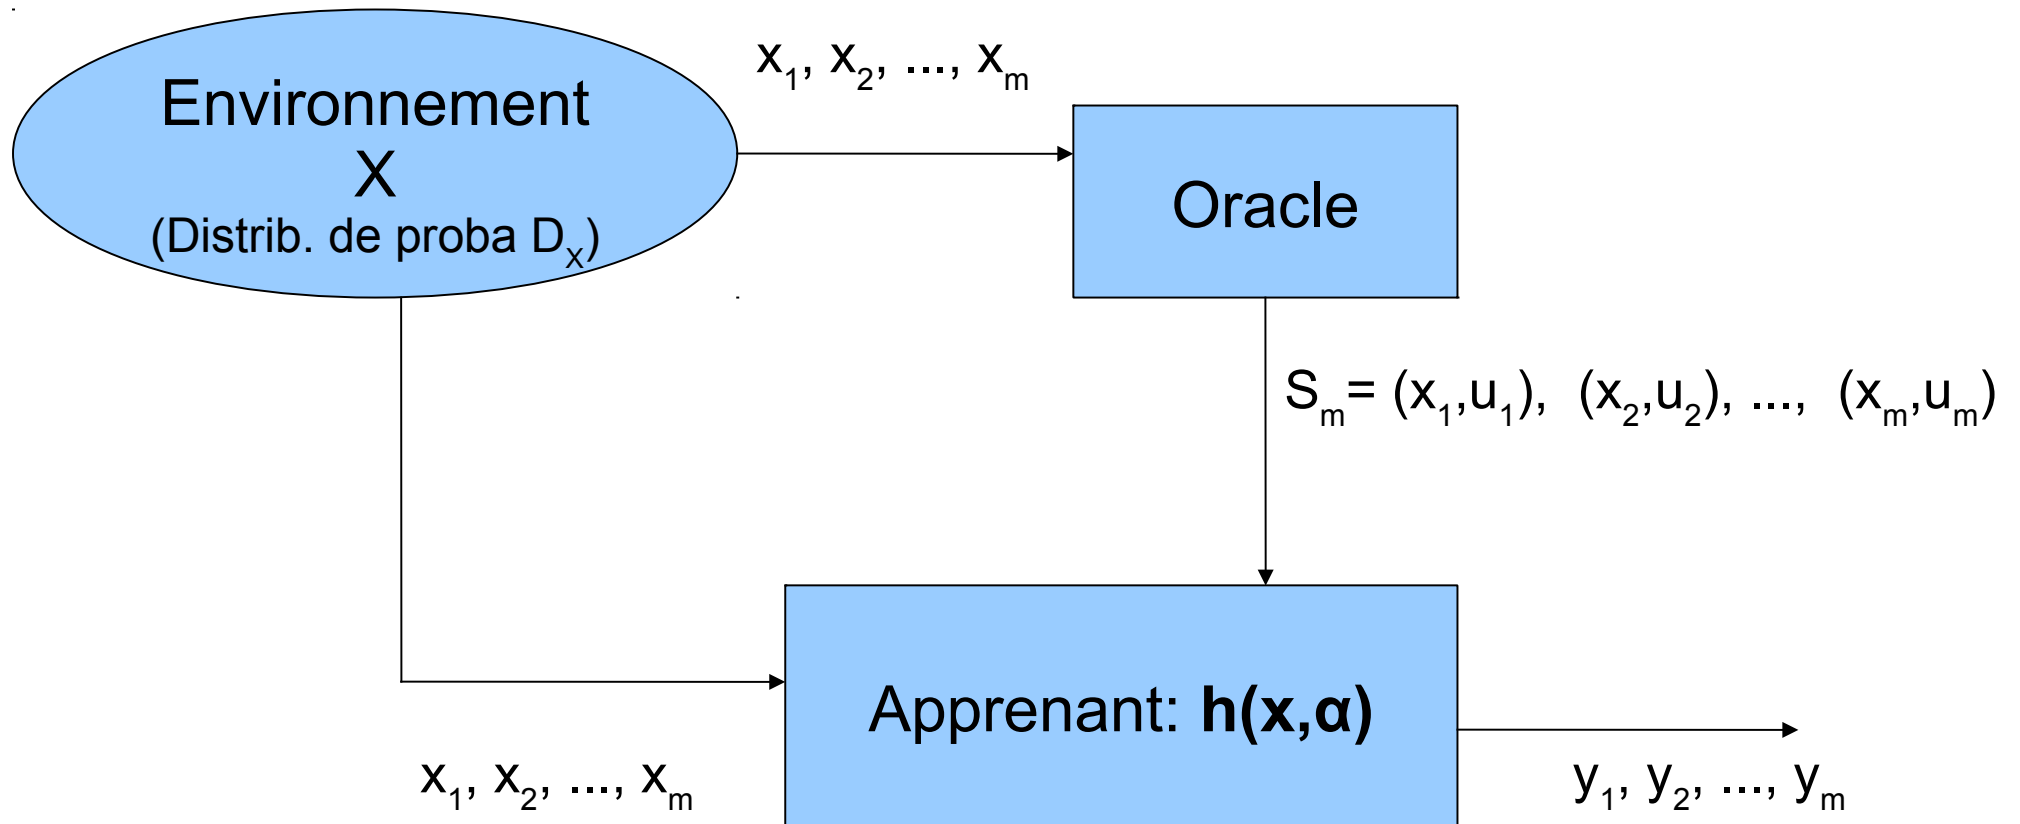 x₁, x₂, ..., xₘ
Environnement
X
(Distrib. de proba Dₓ)
Oracle
Sₘ= (x₁,u₁), (x₂,u₂), ..., (xₘ,uₘ)
Apprenant: h(x,α)
x₁, x₂, ..., xₘ
y₁, y₂, ..., yₘ